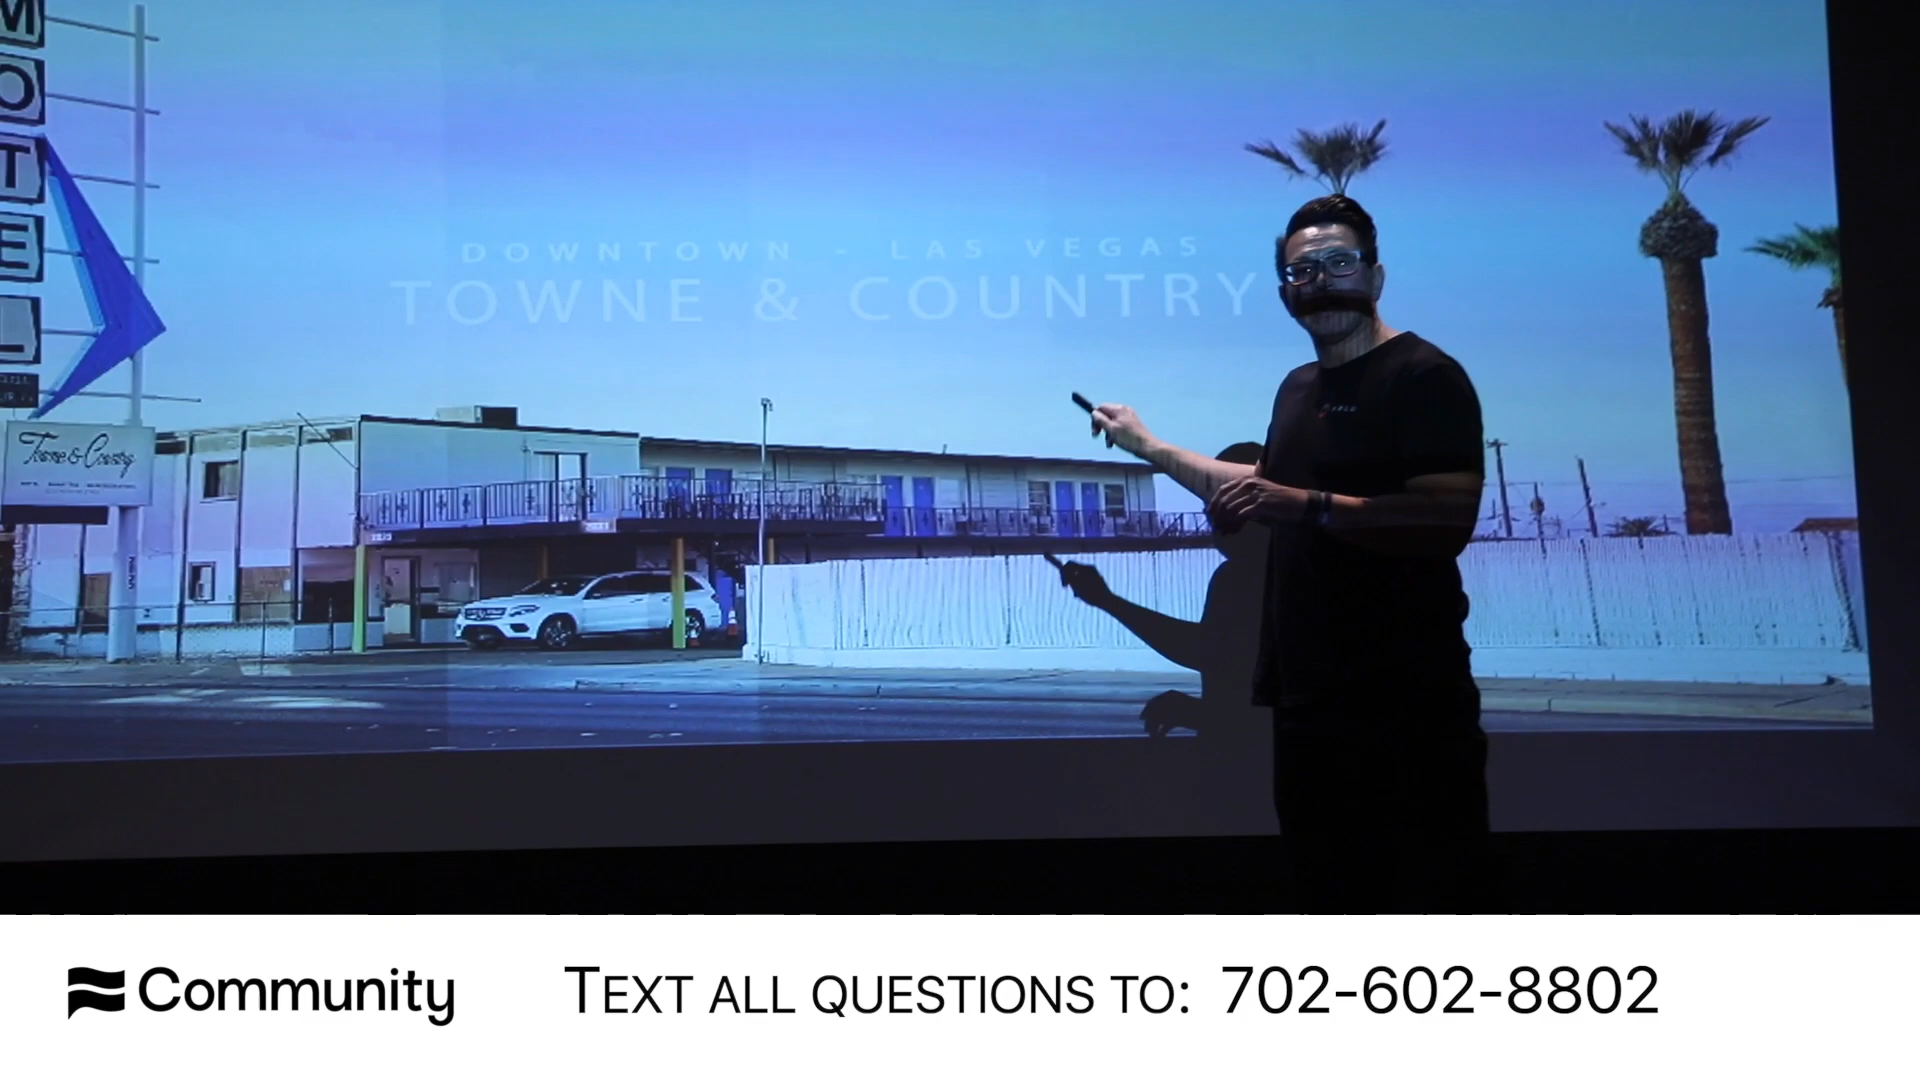 MOTEL
DOWNTOWN - LAS VEGAS
TOWNE & COUNTRY
Towne & Country
Community
TEXT ALL QUESTIONS TO: 702-602-8802